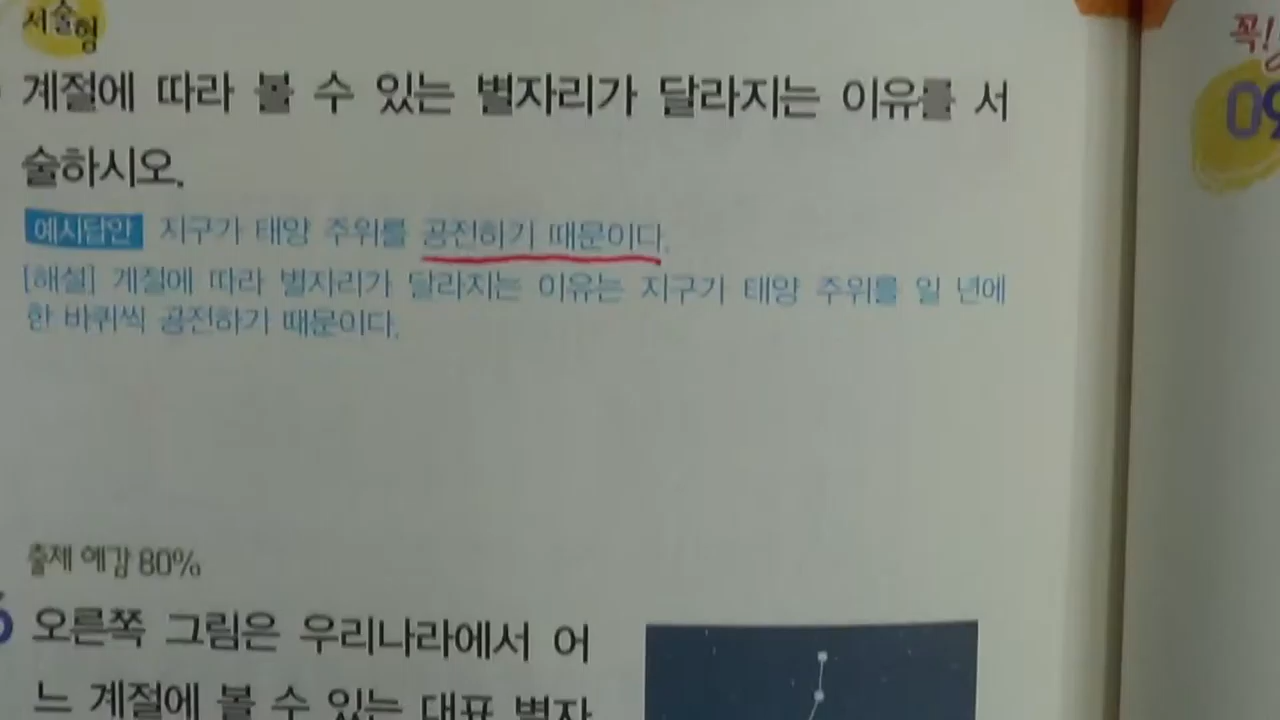 서술형
계절에 따라 볼 수 있는 별자리가 달라지는 이유를 서
술하시오.
예시답안 지구가 태양 주위를 공전하기 때문이다.
[해설] 계절에 따라 별자리가 달라지는 이유는 지구가 태양 주위를 일 년에
한 바퀴씩 공전하기 때문이다.
출제 예감 80%
오른쪽 그림은 우리나라에서 어
느 계절에 볼 수 있는 대표 별자
꼭!
09